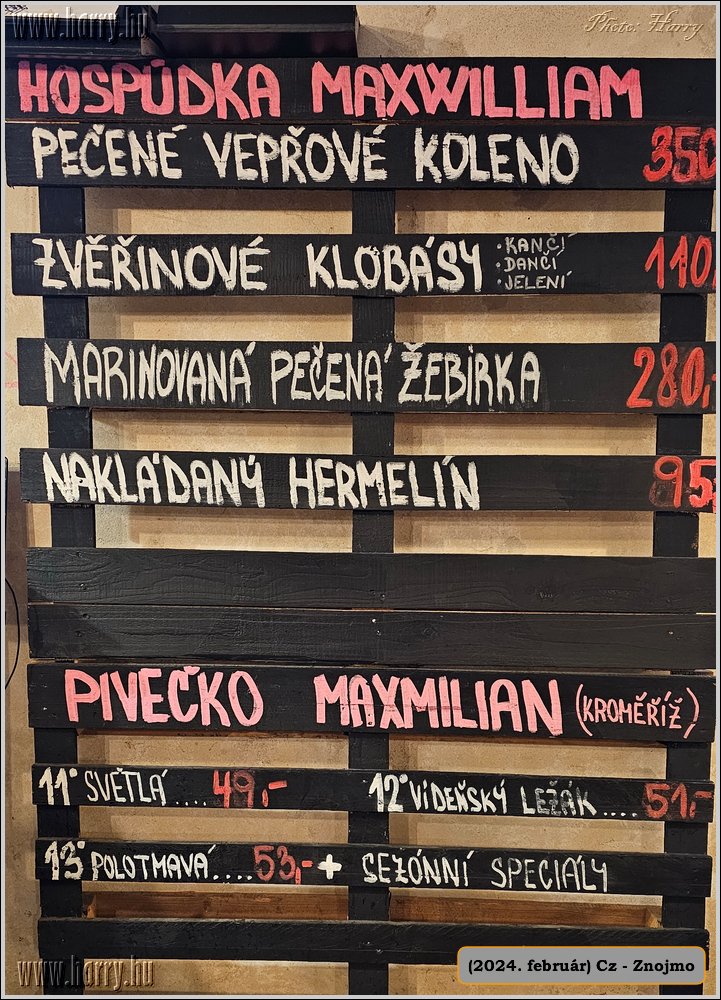 www.harry.hu
Photo: Harry
HOSPŮDKA MAXWILLIAM
PEČENÉ VEPŘOVÉ KOLENO 350
ZVĚŘINOVÉ KLOBÁSY • KANČÍ • DANČÍ • JELENÍ 110,
MARINOVANÁ PEČENÁ ŽEBÍRKA 280,-
NAKLÁDANÝ HERMELÍN 95,
PIVEČKO MAXMILIAN (KROMĚŘÍŽ)
11° SVĚTLÁ.... 49,- 12° VÍDEŇSKÝ LEŽÁK.... 51,-
13° POLOTMAVÁ.... 53,- + SEZÓNNÍ SPECIÁLY
www.harry.hu
(2024. február) Cz - Znojmo